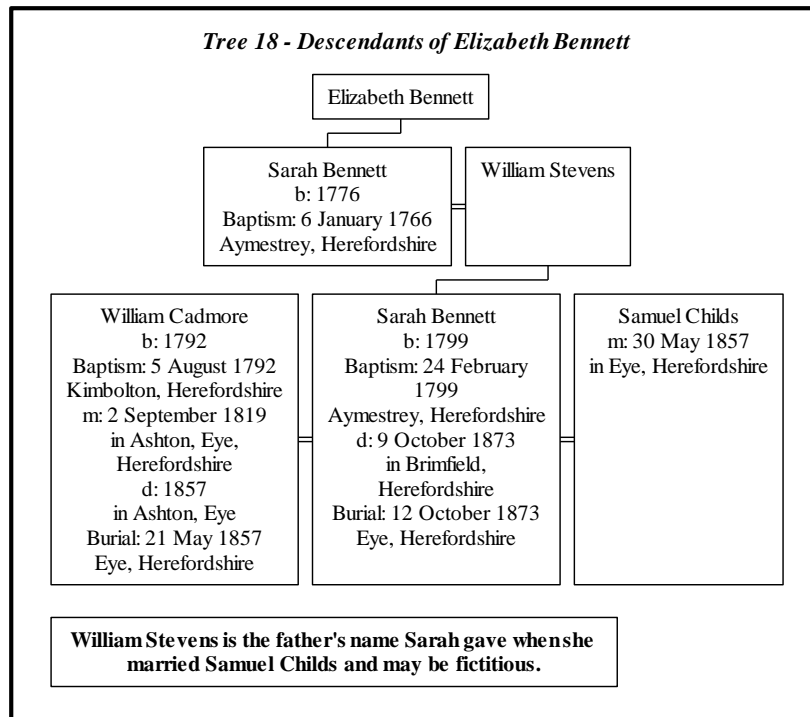 Tree 18 - Descendants of Elizabeth Bennett
Elizabeth Bennett
Sarah Bennett
b: 1776
Baptism: 6 January 1766
Aymestrey, Herefordshire
William Stevens
William Cadmore
b: 1792
Baptism: 5 August 1792
Kimbolton, Herefordshire
m: 2 September 1819
in Ashton, Eye,
Herefordshire
d: 1857
in Ashton, Eye
Burial: 21 May 1857
Eye, Herefordshire
Sarah Bennett
b: 1799
Baptism: 24 February
1799
Aymestrey, Herefordshire
d: 9 October 1873
in Brimfield,
Herefordshire
Burial: 12 October 1873
Eye, Herefordshire
Samuel Childs
m: 30 May 1857
in Eye, Herefordshire
William Stevens is the father's name Sarah gave when she
married Samuel Childs and may be fictitious.